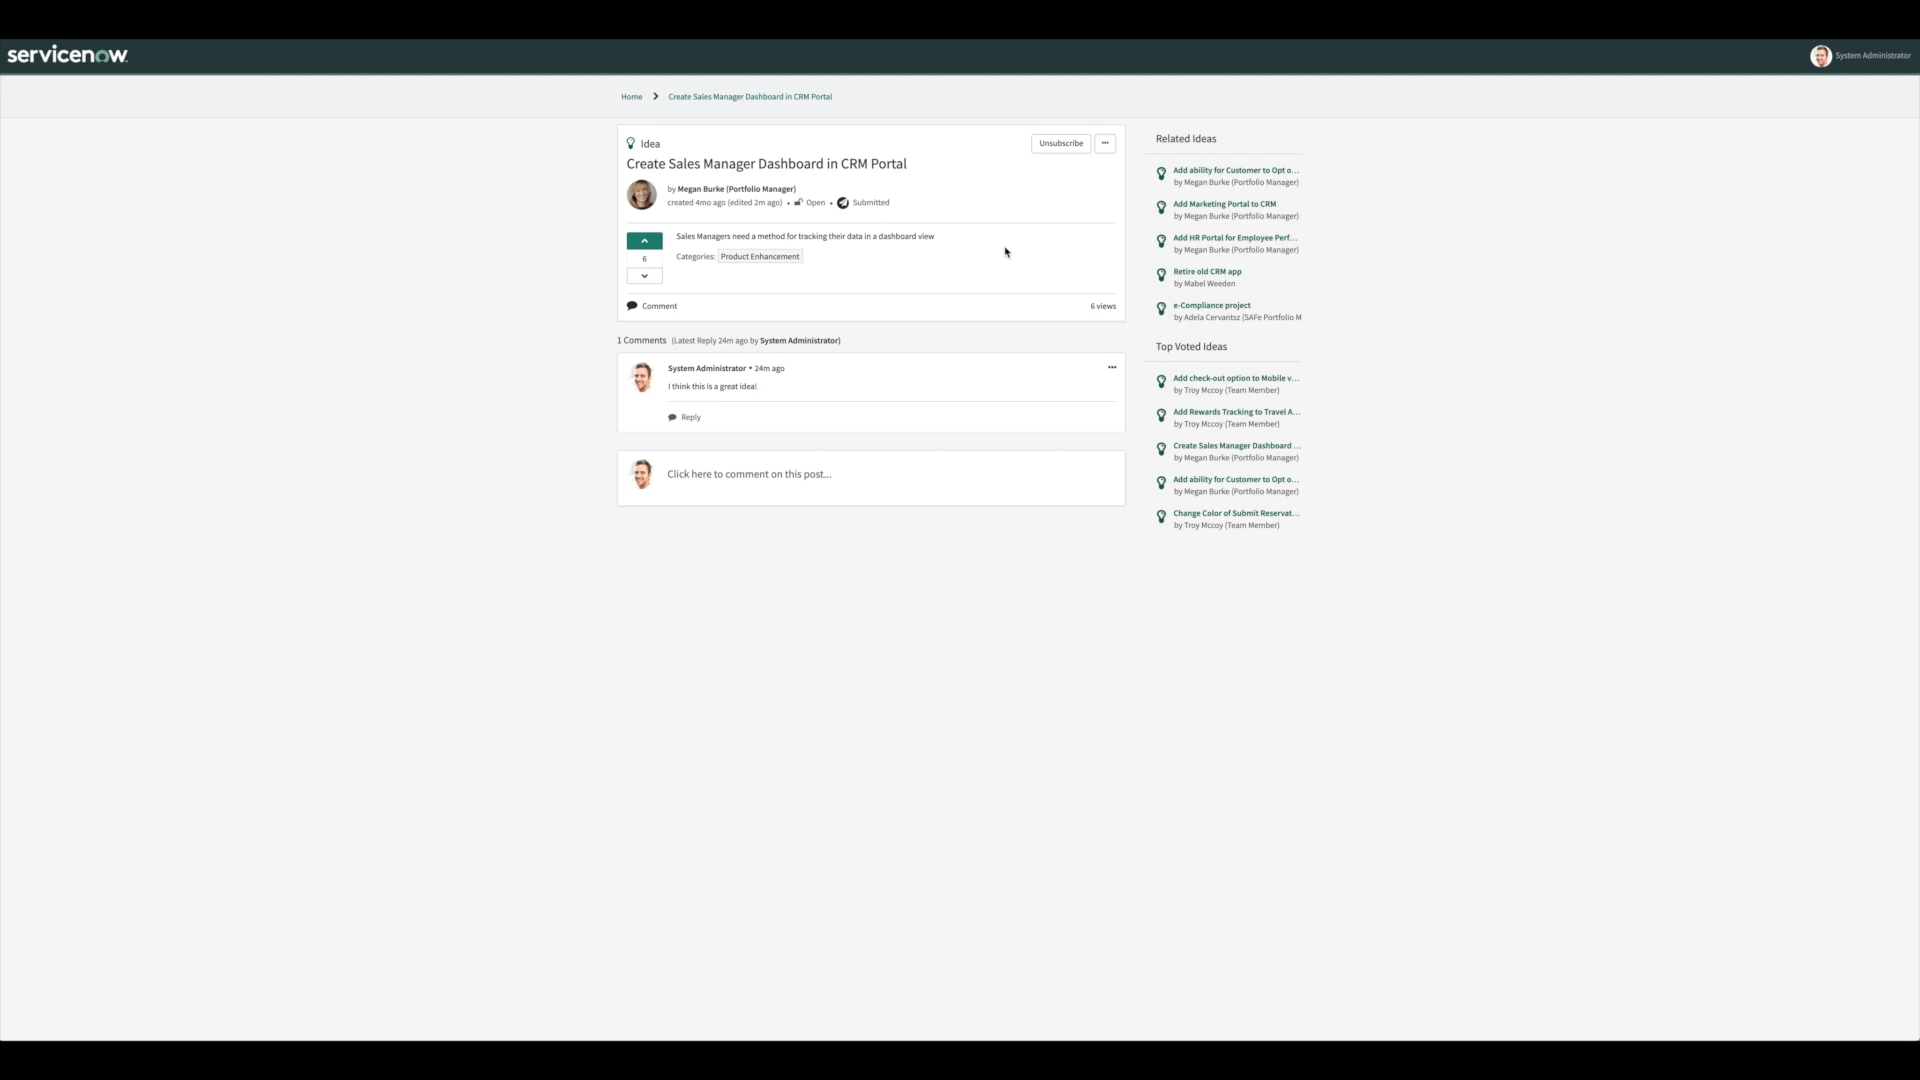 servicenow
System Administrator
Home
Create Sales Manager Dashboard in CRM Portal
Idea
Unsubscribe
Create Sales Manager Dashboard in CRM Portal
by Megan Burke (Portfolio Manager)
created 4mo ago (edited 2m ago) • Open • Submitted
Sales Managers need a method for tracking their data in a dashboard view
6
Categories: Product Enhancement
Comment
6 views
1 Comments (Latest Reply 24m ago by System Administrator)
System Administrator • 24m ago
I think this is a great idea!
Reply
Click here to comment on this post...
Related Ideas
Add ability for Customer to Opt o...
by Megan Burke (Portfolio Manager)
Add Marketing Portal to CRM
by Megan Burke (Portfolio Manager)
Add HR Portal for Employee Perf...
by Megan Burke (Portfolio Manager)
Retire old CRM app
by Mabel Weeden
e-Compliance project
by Adela Cervantsz (SAFe Portfolio M
Top Voted Ideas
Add check-out option to Mobile v...
by Troy Mccoy (Team Member)
Add Rewards Tracking to Travel A...
by Troy Mccoy (Team Member)
Create Sales Manager Dashboard ...
by Megan Burke (Portfolio Manager)
Add ability for Customer to Opt o...
by Megan Burke (Portfolio Manager)
Change Color of Submit Reservat...
by Troy Mccoy (Team Member)